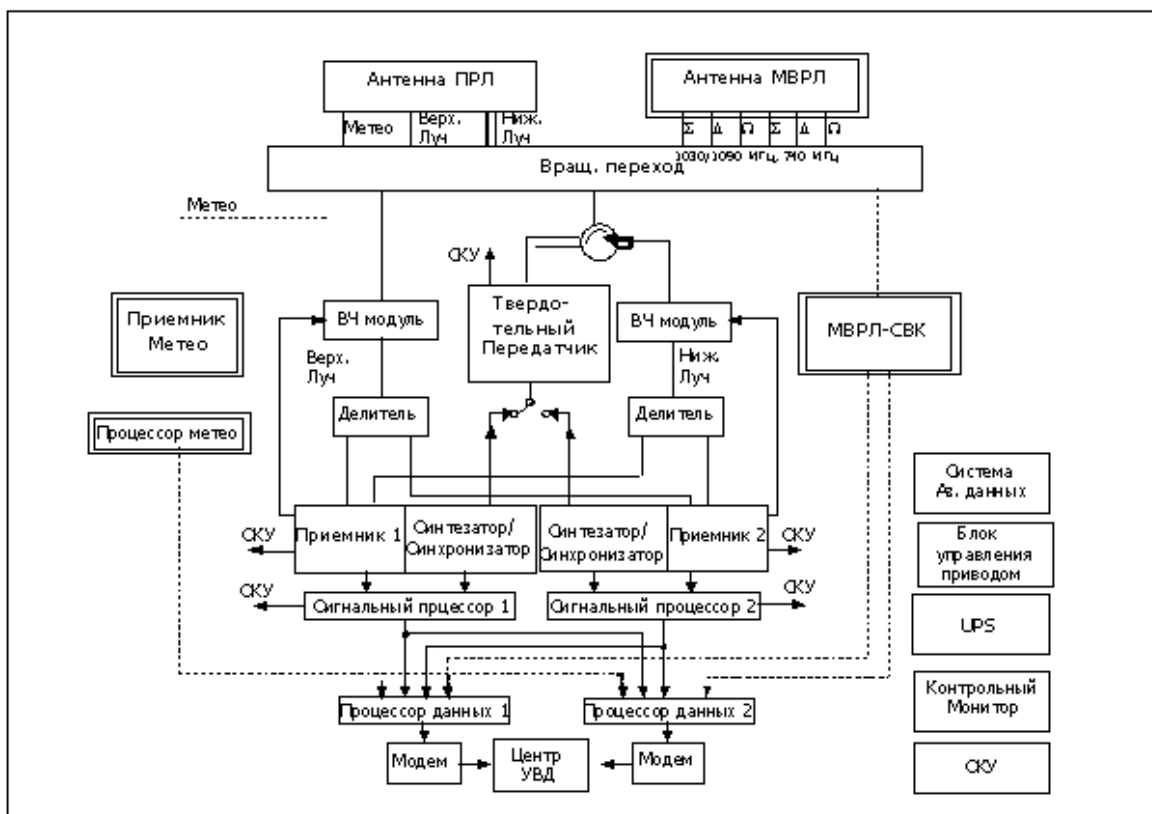 Антенна ПРЛ
Антенна МВРЛ
Метео
Верх.
Луч
Ниж.
Луч
Σ Δ Ω Σ Δ Ω
1030/1090 МГц, 740 МГц
Вращ. переход
Метео
СКУ
Приемник
Метео
ВЧ модуль
Твердо-
тельный
Передатчик
ВЧ модуль
МВРЛ-СВК
Верх.
Луч
Ниж.
Луч
Процессор метео
Делитель
Делитель
Система
Ав. данных
СКУ
Приемник 1
Синтезатор/
Синхронизатор
Синтезатор/
Синхронизатор
Приемник 2
СКУ
Блок
управления
приводом
СКУ
Сигнальный прцессор 1
Сигнальный процессор 2
СКУ
UPS
Процессор данных 1
Процессор данных 2
Контрольный
Монитор
Модем
Центр
УВД
Модем
СКУ